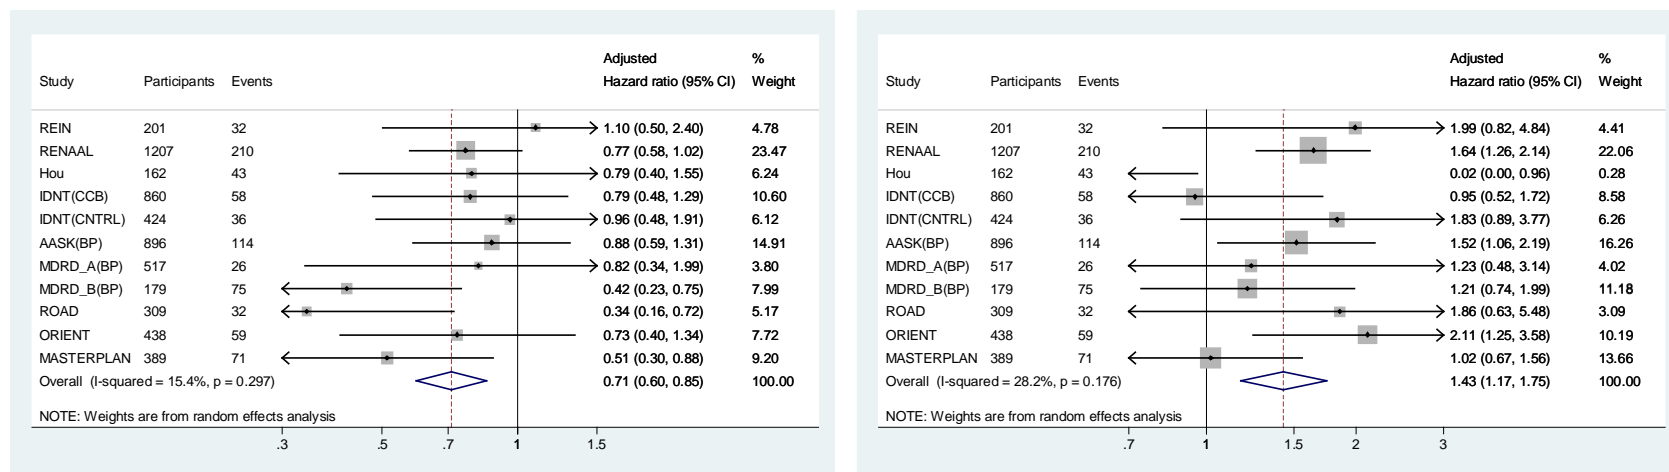 Adjusted %
Study Participants Events Hazard ratio (95% CI) Weight
REIN 201 32 1.10 (0.50, 2.40) 4.78
RENAAL 1207 210 0.77 (0.58, 1.02) 23.47
Hou 162 43 0.79 (0.40, 1.55) 6.24
IDNT(CCB) 860 58 0.79 (0.48, 1.29) 10.60
IDNT(CNTRL) 424 36 0.96 (0.48, 1.91) 6.12
AASK(BP) 896 114 0.88 (0.59, 1.31) 14.91
MDRD_A(BP) 517 26 0.82 (0.34, 1.99) 3.80
MDRD_B(BP) 179 75 0.42 (0.23, 0.75) 7.99
ROAD 309 32 0.34 (0.16, 0.72) 5.17
ORIENT 438 59 0.73 (0.40, 1.34) 7.72
MASTERPLAN 389 71 0.51 (0.30, 0.88) 9.20
Overall (I-squared = 15.4%, p = 0.297) 0.71 (0.60, 0.85) 100.00
NOTE: Weights are from random effects analysis
.3 .5 .7 1 1.5
Adjusted %
Study Participants Events Hazard ratio (95% CI) Weight
REIN 201 32 1.99 (0.82, 4.84) 4.41
RENAAL 1207 210 1.64 (1.26, 2.14) 22.06
Hou 162 43 0.02 (0.00, 0.96) 0.28
IDNT(CCB) 860 58 0.95 (0.52, 1.72) 8.58
IDNT(CNTRL) 424 36 1.83 (0.89, 3.77) 6.26
AASK(BP) 896 114 1.52 (1.06, 2.19) 16.26
MDRD_A(BP) 517 26 1.23 (0.48, 3.14) 4.02
MDRD_B(BP) 179 75 1.21 (0.74, 1.99) 11.18
ROAD 309 32 1.86 (0.63, 5.48) 3.09
ORIENT 438 59 2.11 (1.25, 3.58) 10.19
MASTERPLAN 389 71 1.02 (0.67, 1.56) 13.66
Overall (I-squared = 28.2%, p = 0.176) 1.43 (1.17, 1.75) 100.00
NOTE: Weights are from random effects analysis
.7 1 1.5 2 3